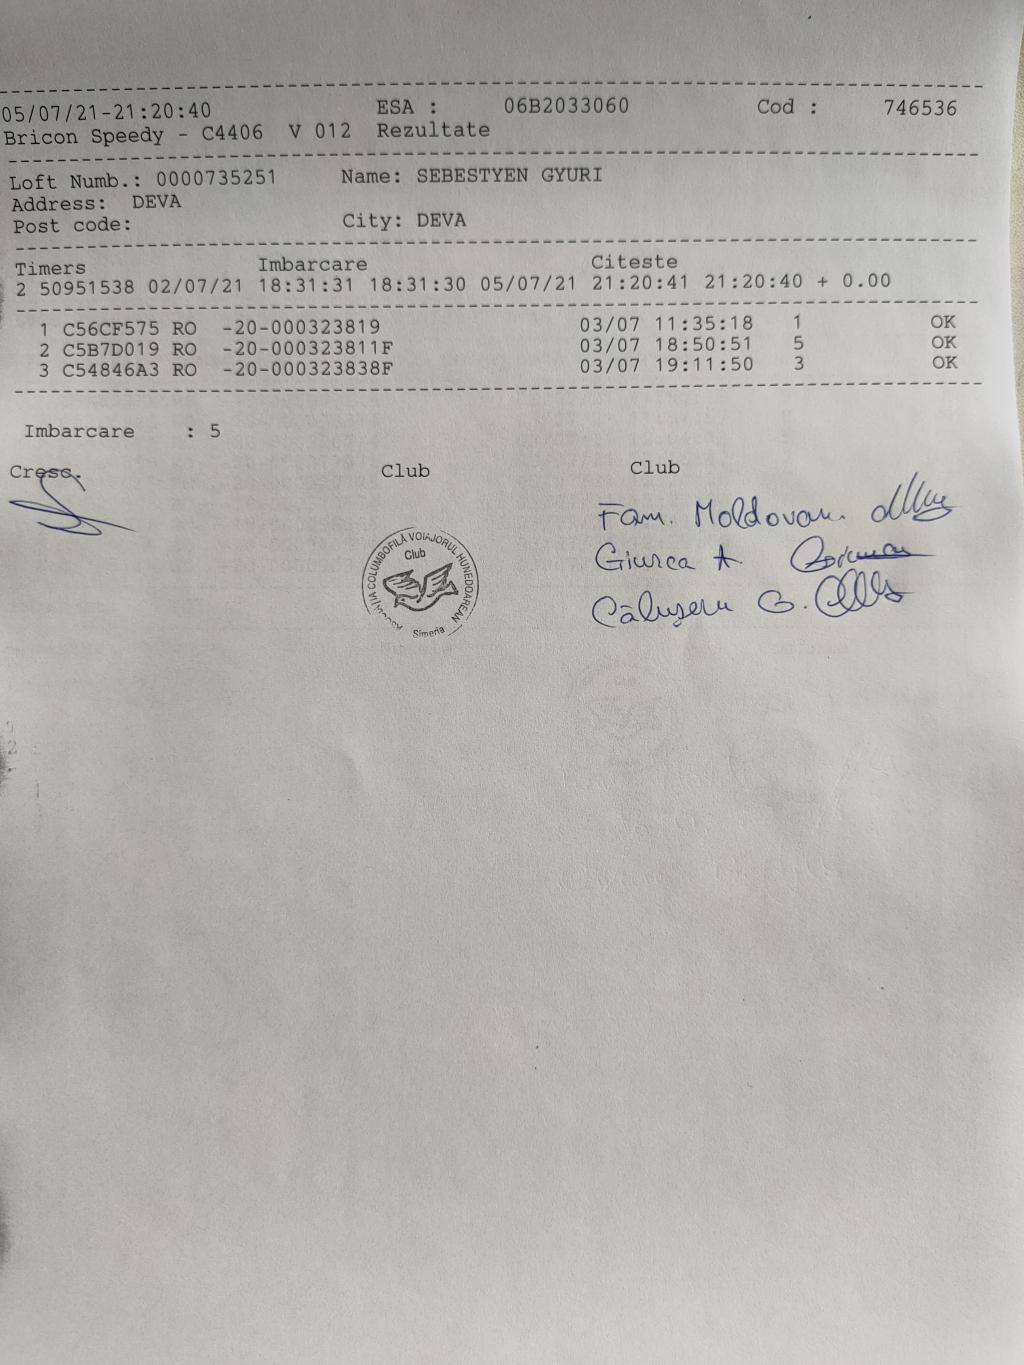 05/07/21-21:20:40 ESA : 06B2033060 Cod : 746536
Bricon Speedy - C4406 V 012 Rezultate
Loft Numb.: 0000735251 Name: SEBESTYEN GYURI
Address: DEVA
Post code: City: DEVA
Timers Imbarcare Citeste
2 50951538 02/07/21 18:31:31 18:31:30 05/07/21 21:20:41 21:20:40 + 0.00
1 C56CF575 RO -20-000323819 03/07 11:35:18 1 OK
2 C5B7D019 RO -20-000323811F 03/07 18:50:51 5 OK
3 C54846A3 RO -20-000323838F 03/07 19:11:50 3 OK
Imbarcare : 5
Cresc. Club Club
Fam. Moldovan
Giurca A
Călușeru G.
COLUMBOFILĂ VOIAJORUL HUNEDOAREAN
Club
Simeria